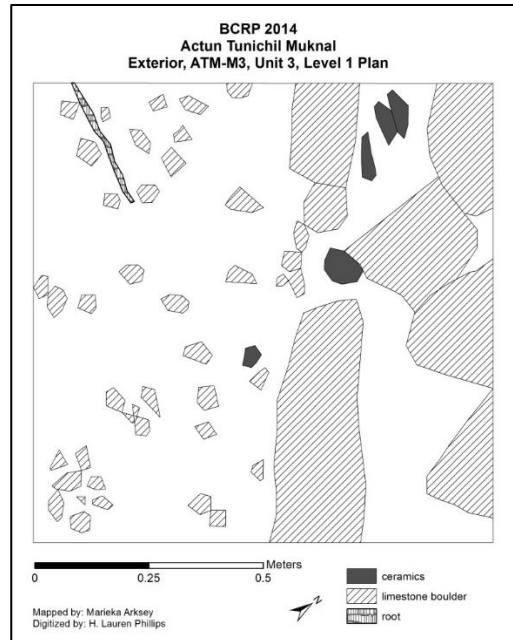 BCRP 2014
Actun Tunichil Muknal
Exterior, ATM-M3, Unit 3, Level 1 Plan
Meters
0 0.25 0.5
ceramics
limestone boulder
root
N
Mapped by: Marieka Arksey
Digitized by: H. Lauren Phillips